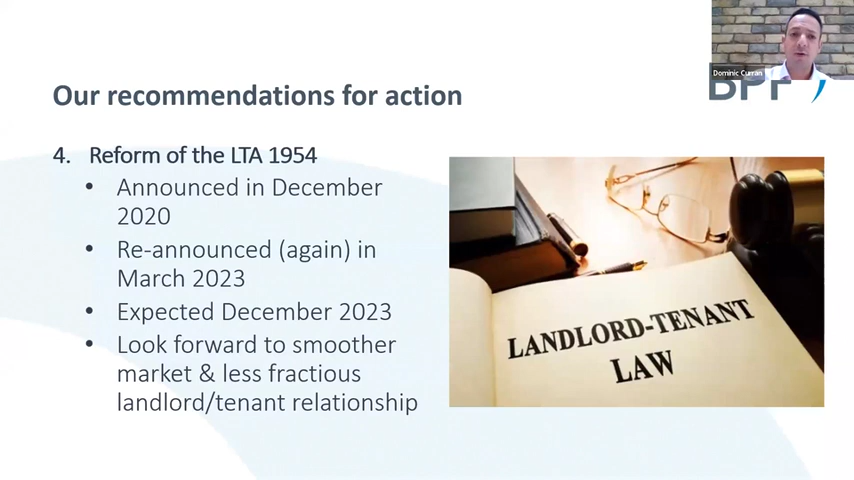 Dominic Curran
BPF
Our recommendations for action
4. Reform of the LTA 1954
• Announced in December
2020
• Re-announced (again) in
March 2023
• Expected December 2023
• Look forward to smoother
market & less fractious
landlord/tenant relationship
LANDLORD-TENANT
LAW